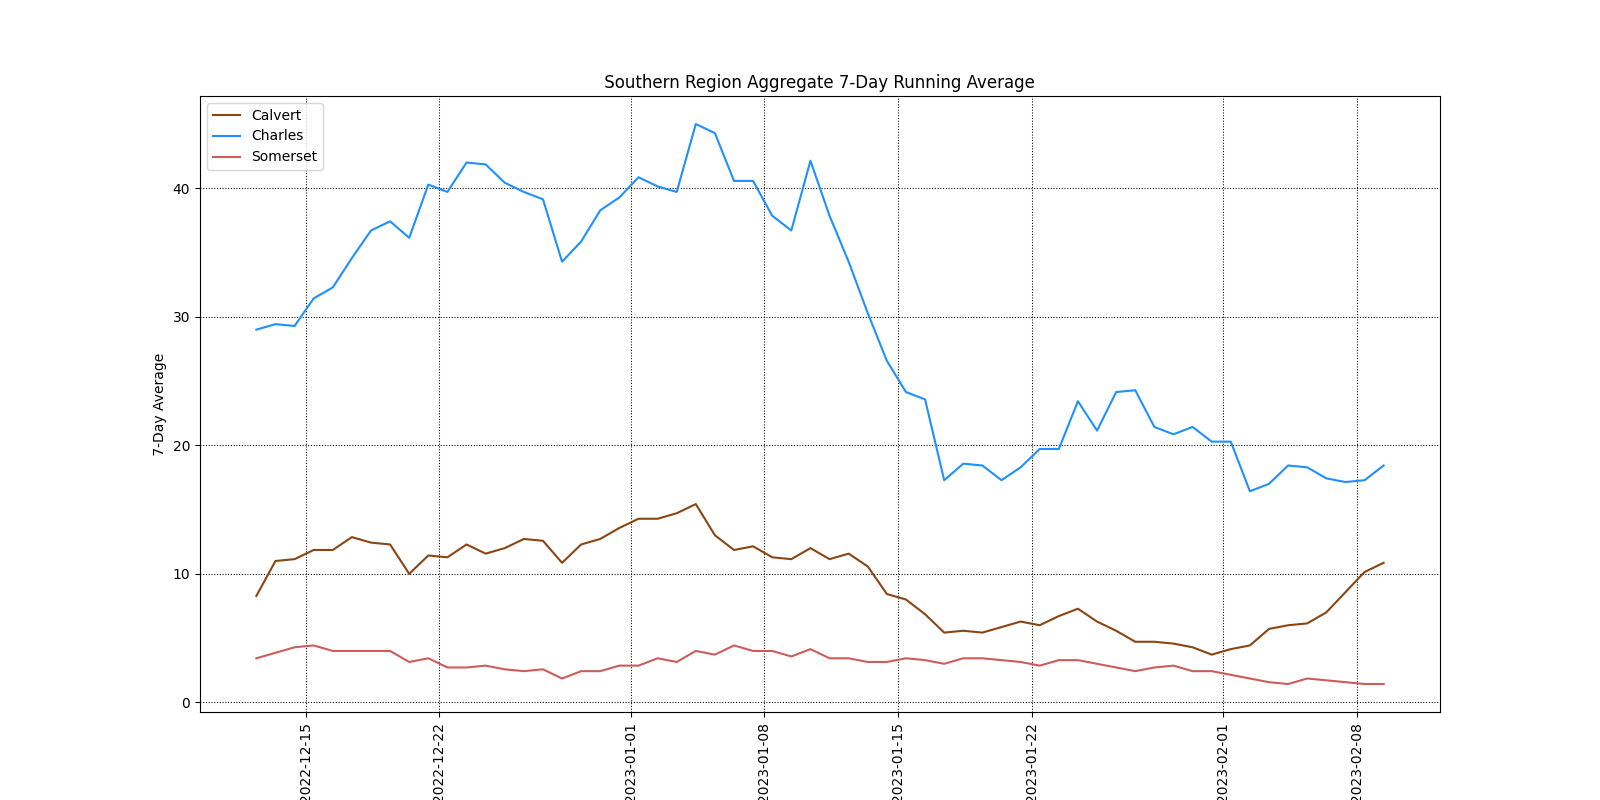 Southern Region Aggregate 7-Day Running Average
Calvert
Charles
Somerset
7-Day Average
40
30
20
10
0
2022-12-15
2022-12-22
2023-01-01
2023-01-08
2023-01-15
2023-01-22
2023-02-01
2023-02-08